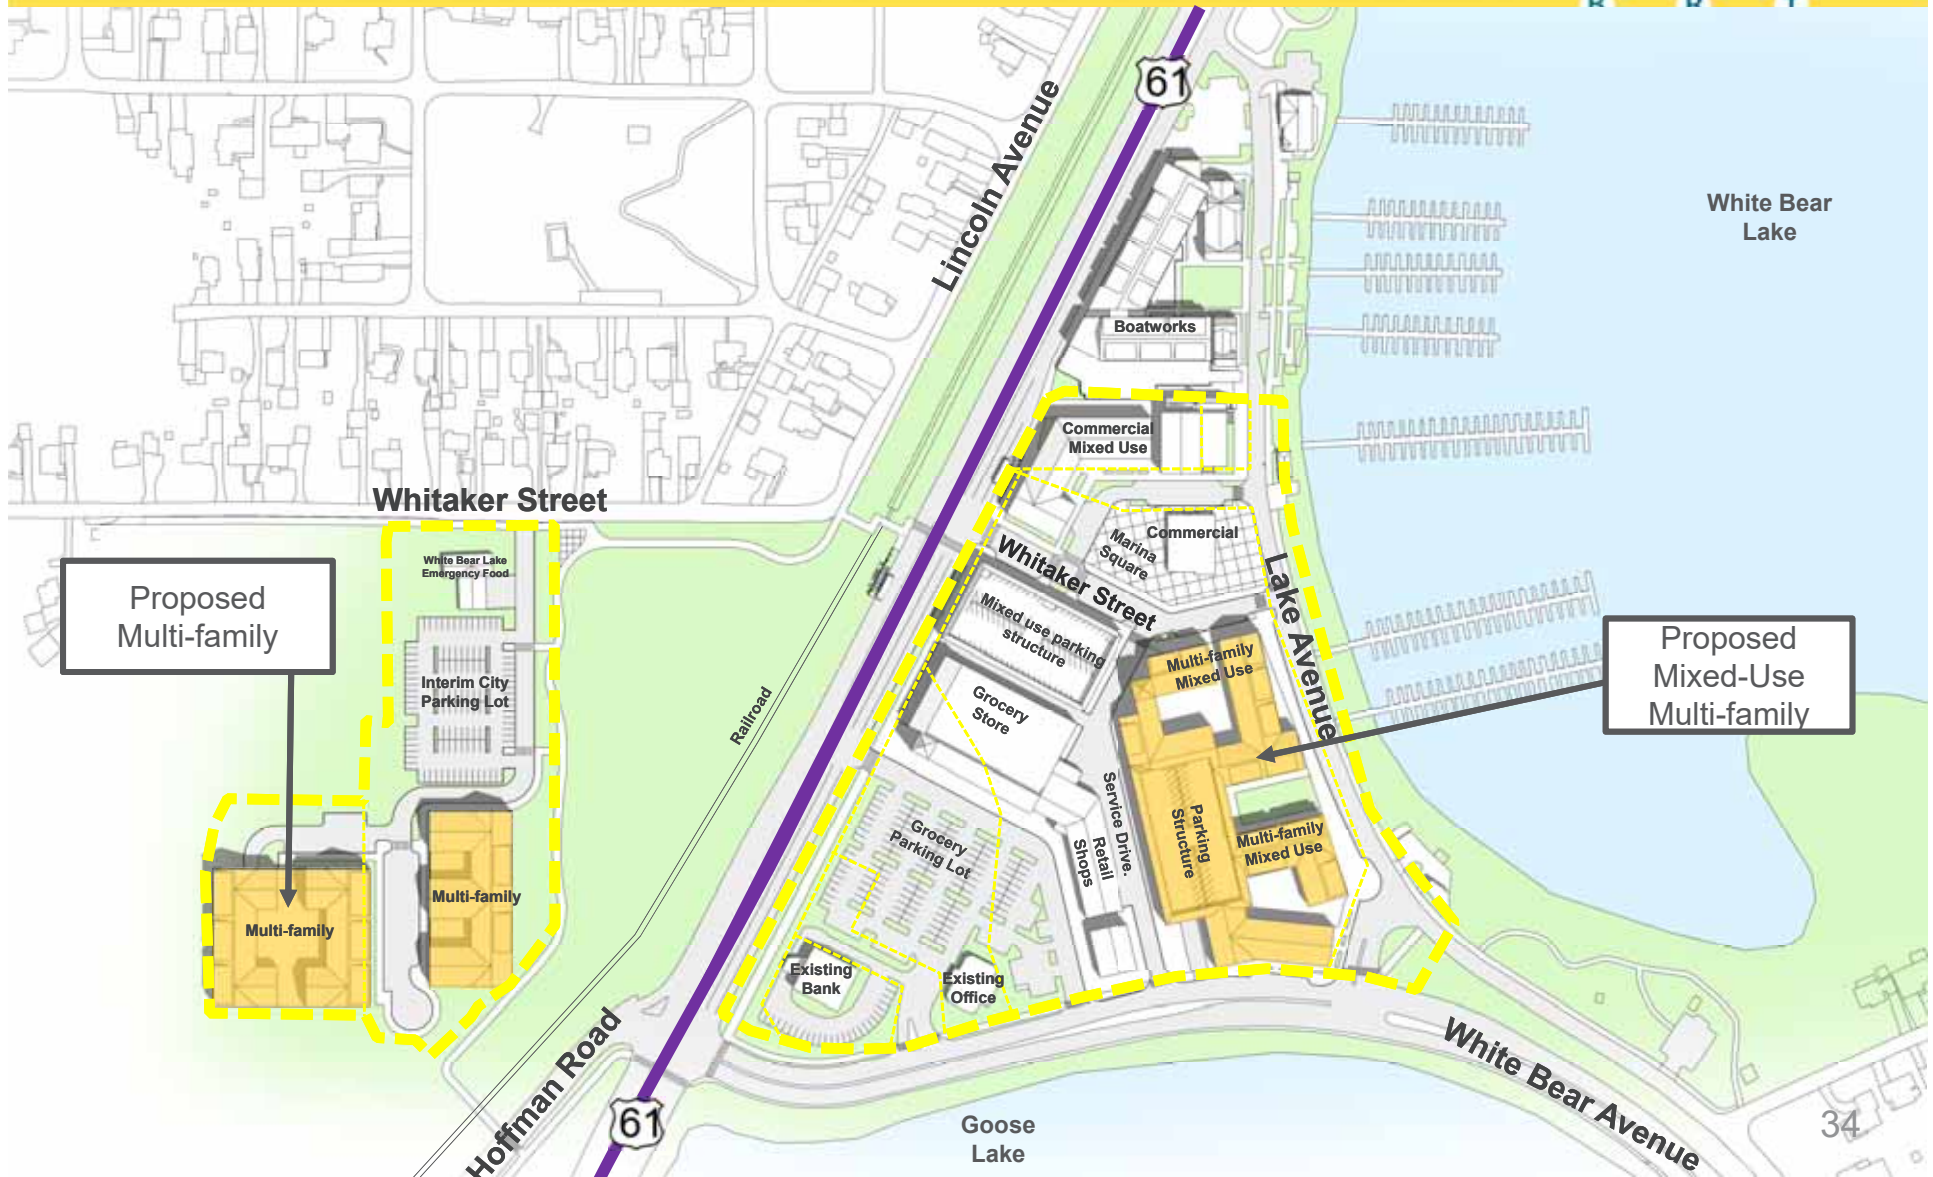 61
Lincoln Avenue
White Bear
Lake
Boatworks
Commercial
Mixed Use
Whitaker Street
Commercial
Marina
Square
White Bear Lake
Emergency Food
Whitaker Street
Lake Avenue
Proposed
Multi-family
Mixed use parking
structure
Proposed
Mixed-Use
Multi-family
Multi-family
Mixed Use
Interim City
Parking Lot
Railroad
Grocery
Store
Service Drive.
Retail
Shops
Parking
Structure
Grocery
Parking Lot
Multi-family
Mixed Use
Multi-family
Multi-family
Existing
Bank
Existing
Office
Hoffman Road
White Bear Avenue
61
Goose
Lake
34